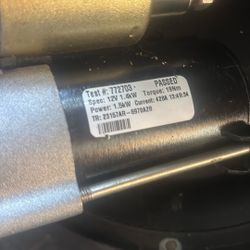 Test #: 772703 - PASSED
Spec: 12V 1.4kW Torque: 19Nm
Power: 1.5kW Current: 420A 13:49:34
TR: 23157AR-6970AZ0